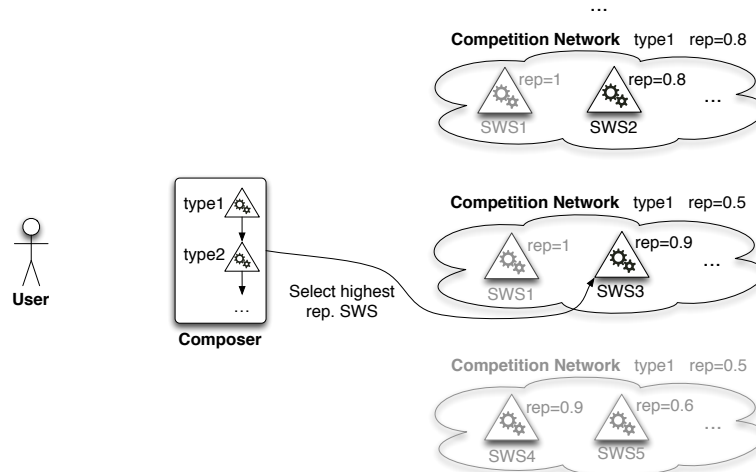 ...
Competition Network type1 rep=0.8
rep=1
rep=0.8
...
SWS1
SWS2
Competition Network type1 rep=0.5
type1
rep=1
rep=0.9
type2
...
SWS1
SWS3
User
Select highest
rep. SWS
...
Composer
Competition Network type1 rep=0.5
rep=0.9
rep=0.6
...
SWS4
SWS5